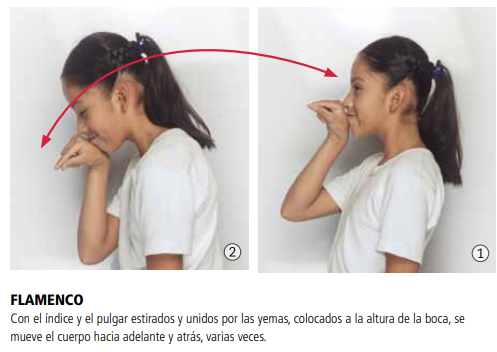 2
1
FLAMENCO
Con el índice y el pulgar estirados y unidos por las yemas, colocados a la altura de la boca, se
mueve el cuerpo hacia adelante y atrás, varias veces.